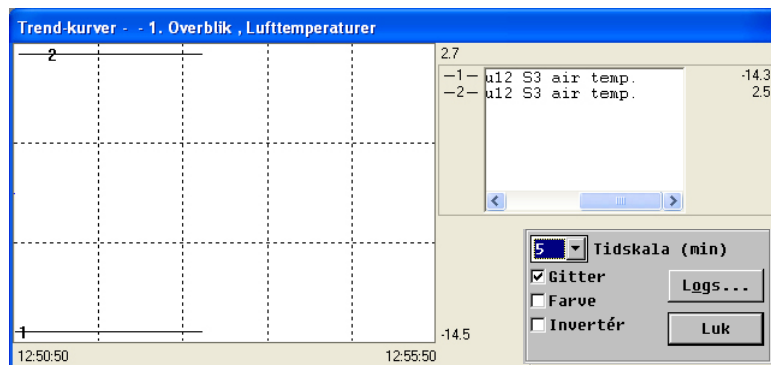 Trend-kurver - - 1. Overblik , Lufttemperaturer
2
2.7
—1— u12 S3 air temp. -14.3
—2— u12 S3 air temp. 2.5
5 Tidskala (min)
Gitter
Farve
Invertér
Logs...
Luk
1
-14.5
12:50:50 12:55:50